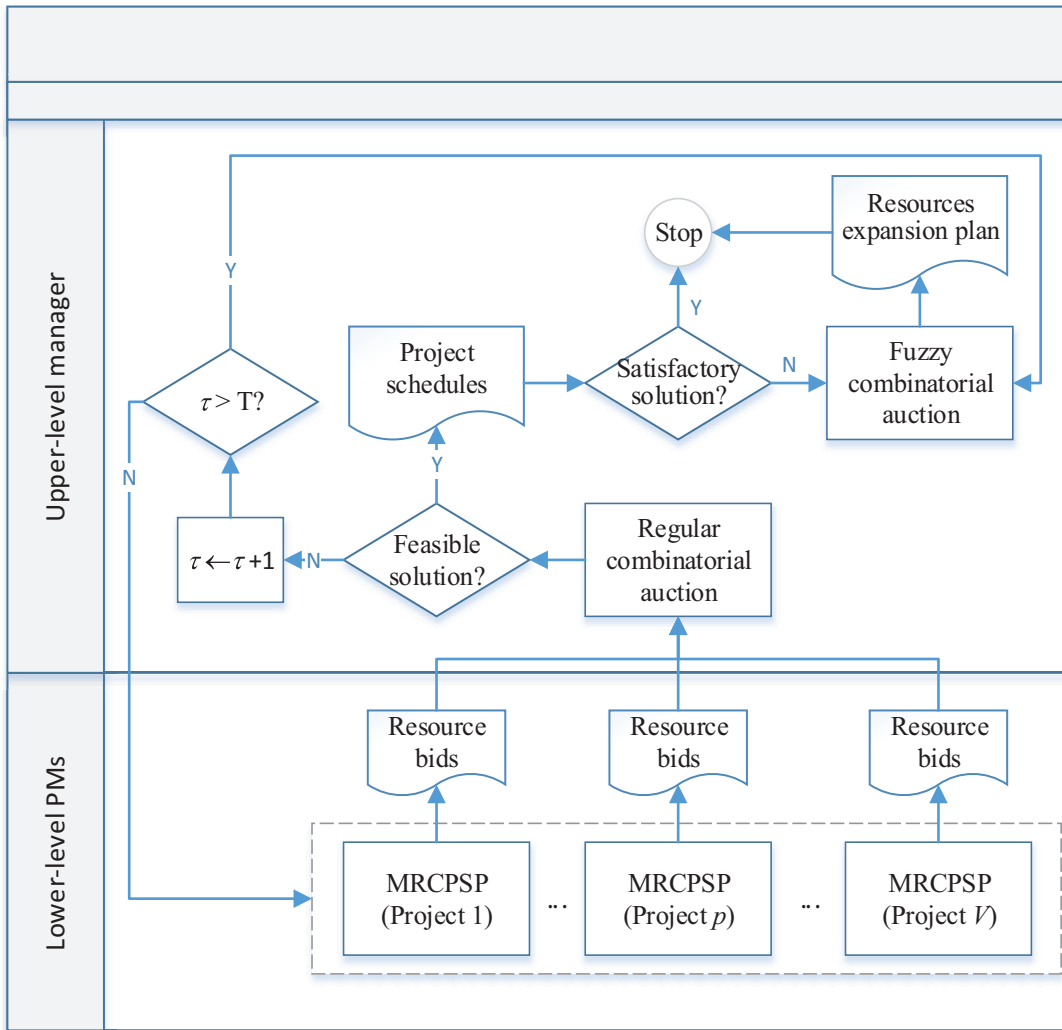 Upper-level manager
Resources
expansion plan
Stop
Y
Y
Project
schedules
Satisfactory
solution?
N
Fuzzy
combinatorial
auction
τ > T?
N
Y
τ ← τ +1
N
Feasible
solution?
Regular
combinatorial
auction
Lower-level PMs
Resource
bids
Resource
bids
Resource
bids
MRCPSP
(Project 1)
...
MRCPSP
(Project p)
...
MRCPSP
(Project V)